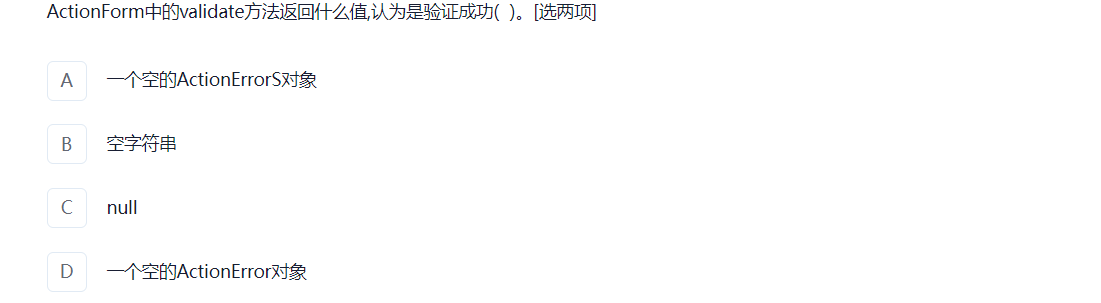 ActionForm中的validate方法返回什么值,认为是验证成功( )。[选两项]
A 一个空的ActionErrorS对象
B 空字符串
C null
D 一个空的ActionError对象